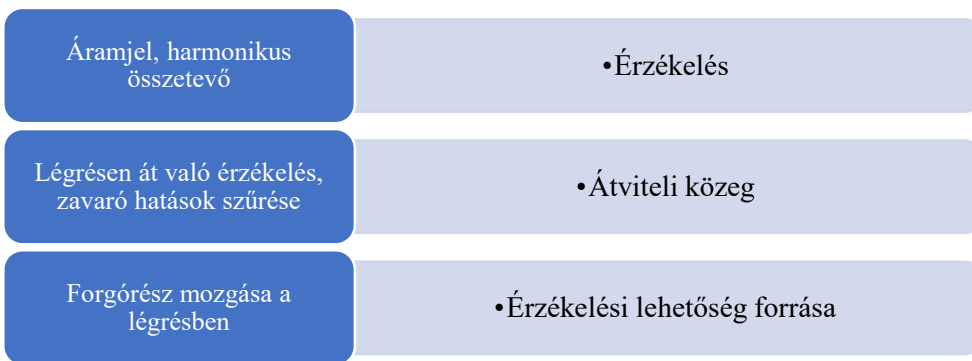 Áramjel, harmonikus
összetevő
•Érzékelés
Légrésen át való érzékelés,
zavaró hatások szűrése
•Átviteli közeg
Forgórész mozgása a
légrésben
•Érzékelési lehetőség forrása